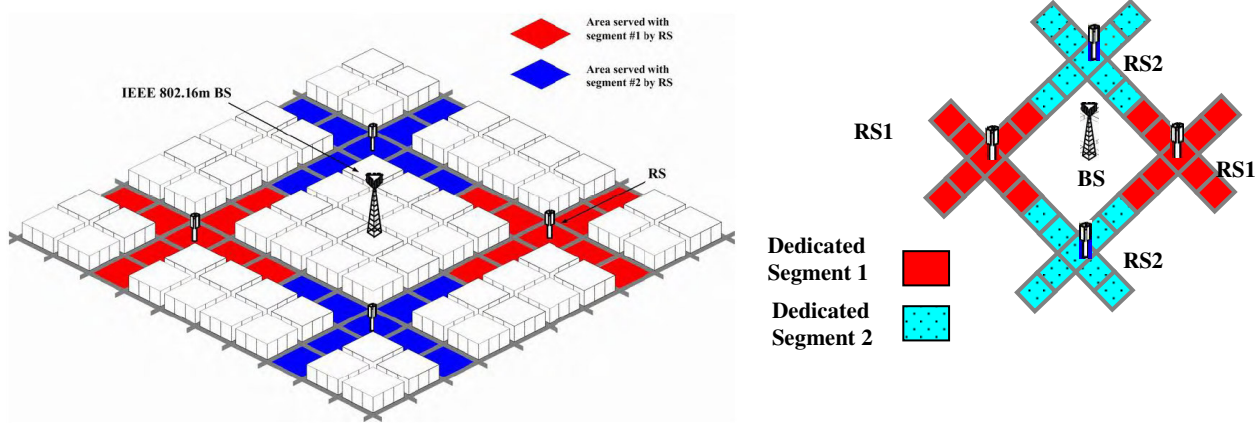 Area served with
segment #1 by RS
Area served with
segment #2 by RS
IEEE 802.16m BS
RS
RS2
RS1
RS1
BS
RS2
Dedicated
Segment 1
Dedicated
Segment 2